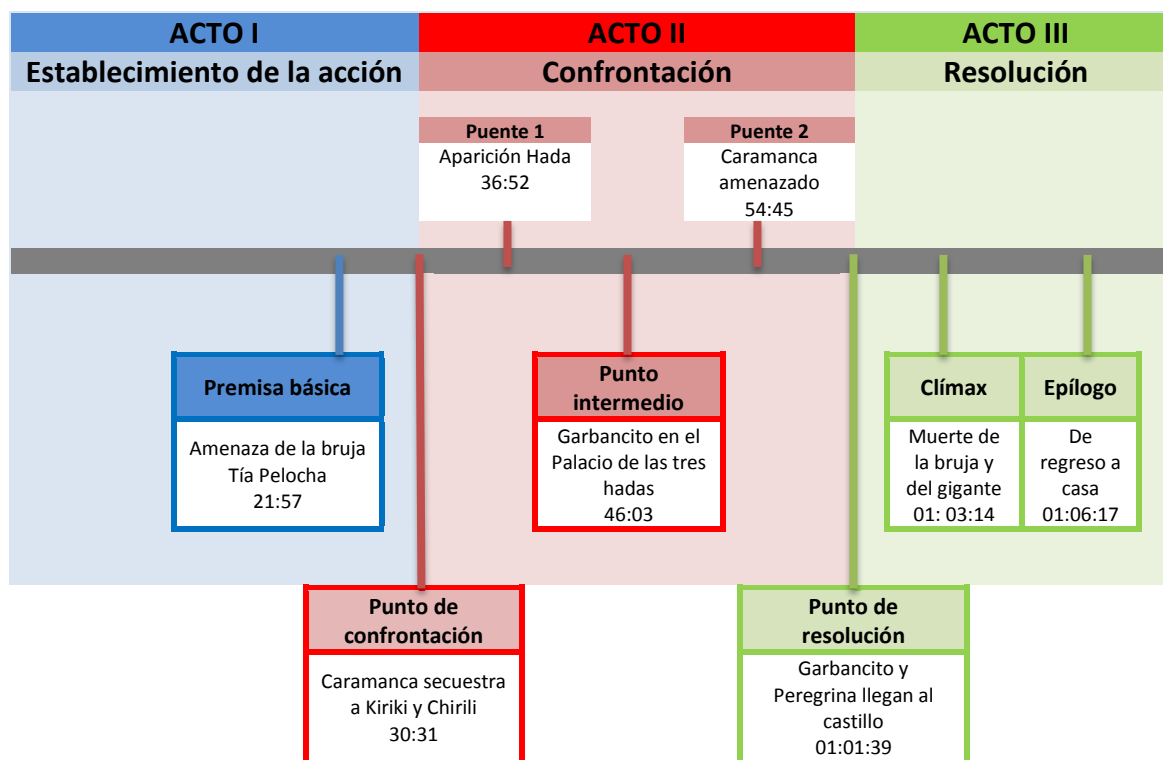 ACTO I
Establecimiento de la acción
ACTO II
Confrontación
ACTO III
Resolución
Puente 1
Aparición Hada
36:52
Puente 2
Caramanca
amenazado
54:45
Premisa básica
Amenaza de la bruja
Tía Pelocha
21:57
Punto
intermedio
Garbancito en el
Palacio de las tres
hadas
46:03
Clímax
Muerte de
la bruja y
del gigante
01: 03:14
Epílogo
De
regreso a
casa
01:06:17
Punto de
confrontación
Caramanca secuestra
a Kiriki y Chirili
30:31
Punto de
resolución
Garbancito y
Peregrina llegan al
castillo
01:01:39